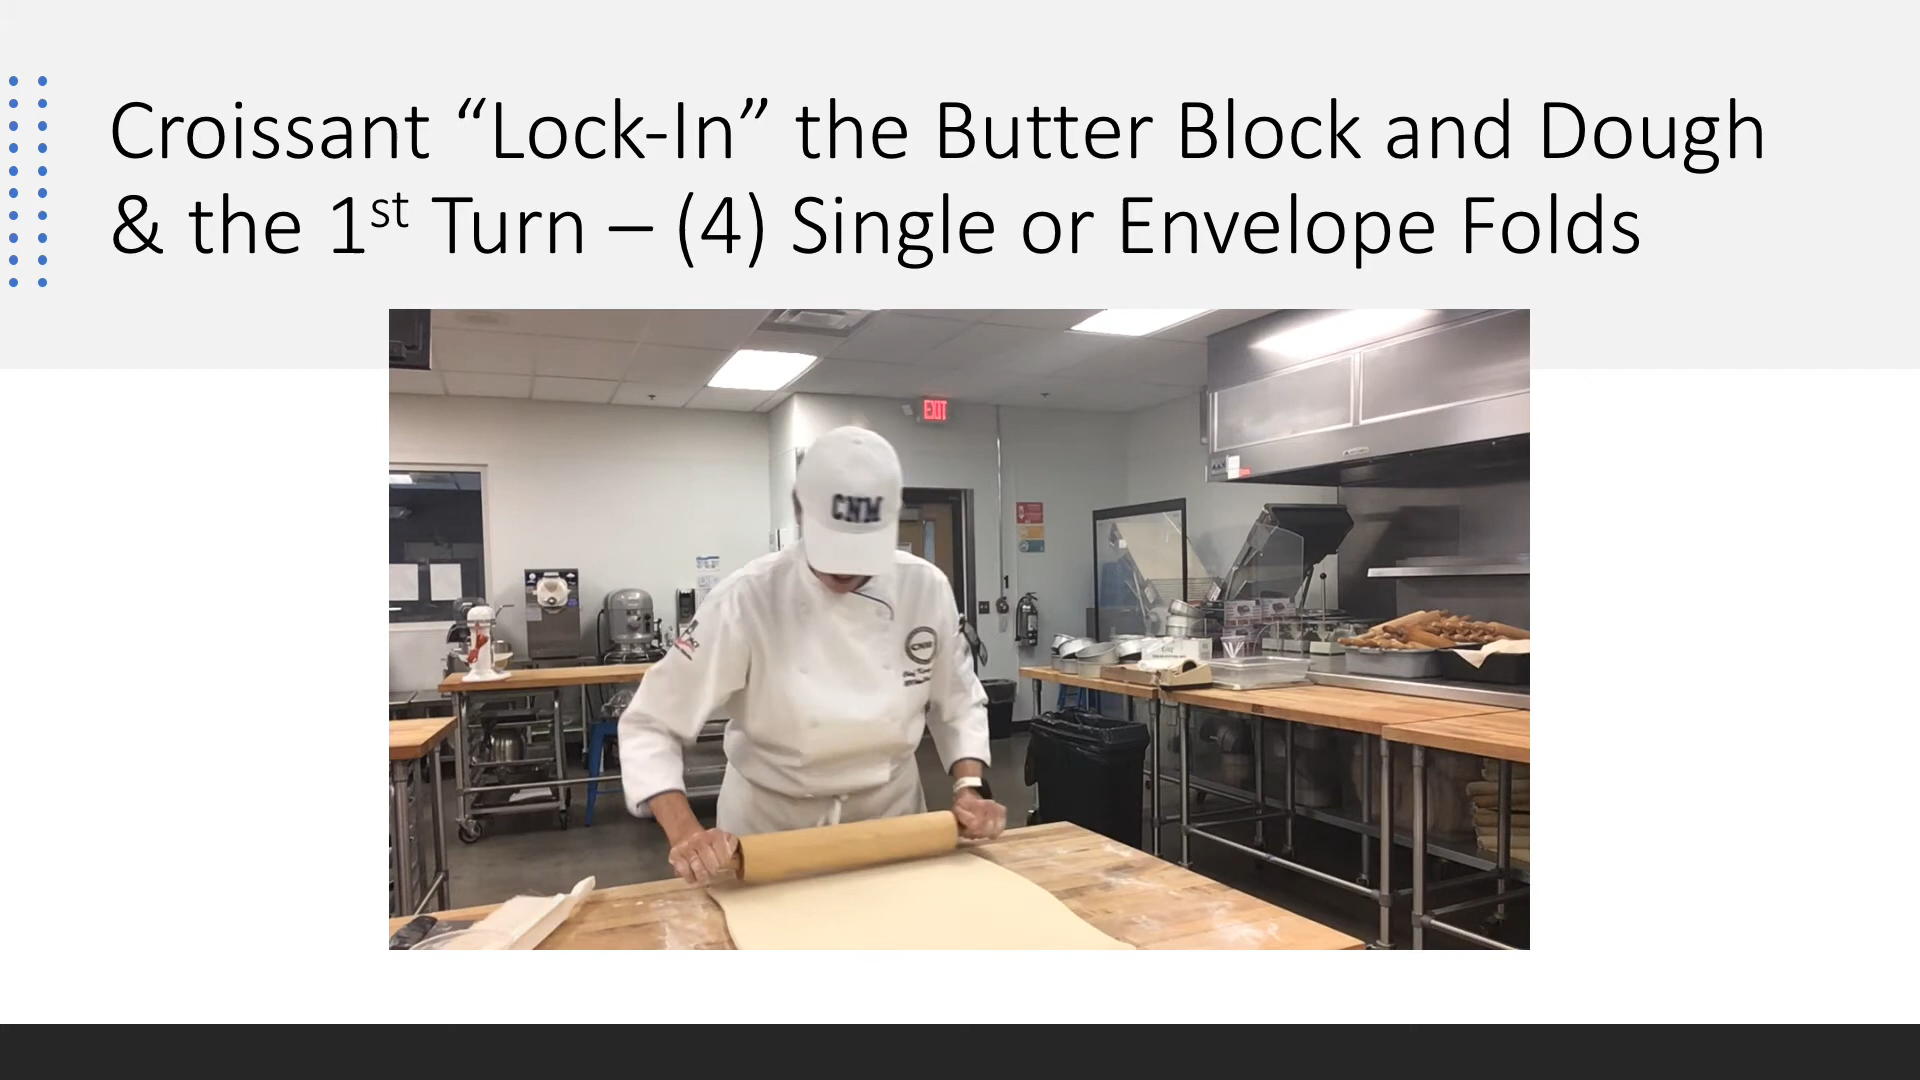 Croissant “Lock-In” the Butter Block and Dough
& the 1st Turn – (4) Single or Envelope Folds
EXIT
CNM